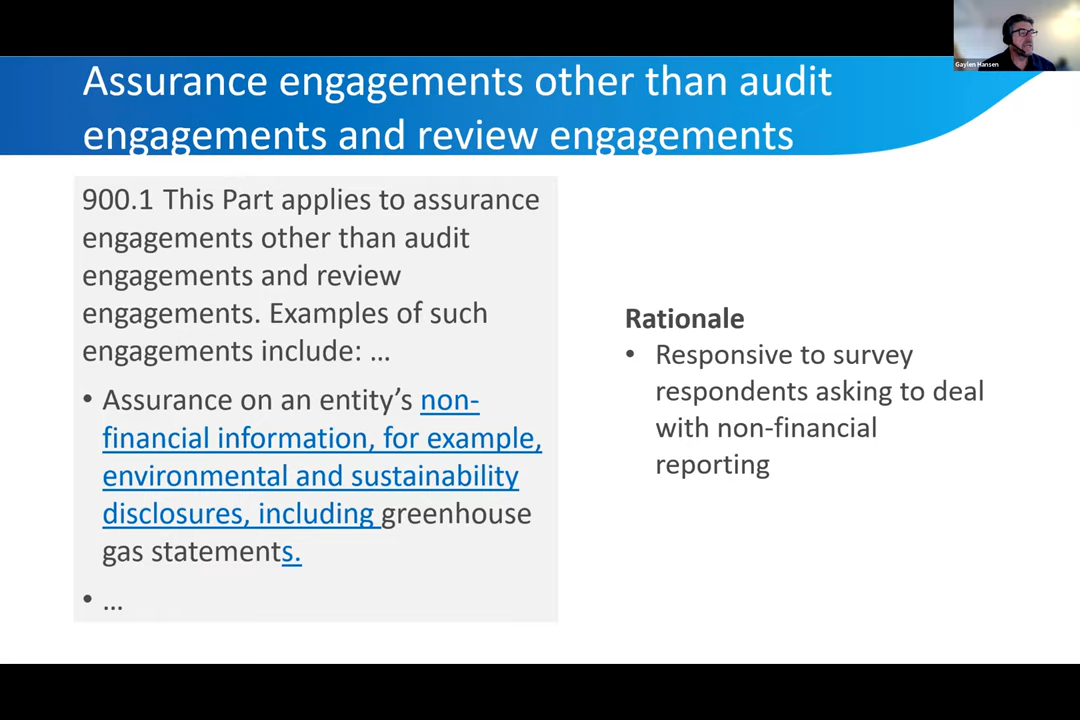 Gaylen Hansen
Assurance engagements other than audit
engagements and review engagements
900.1 This Part applies to assurance
engagements other than audit
engagements and review
engagements. Examples of such
engagements include: ...
• Assurance on an entity’s non-
financial information, for example,
environmental and sustainability
disclosures, including greenhouse
gas statements.
• ...
Rationale
• Responsive to survey
respondents asking to deal
with non-financial
reporting